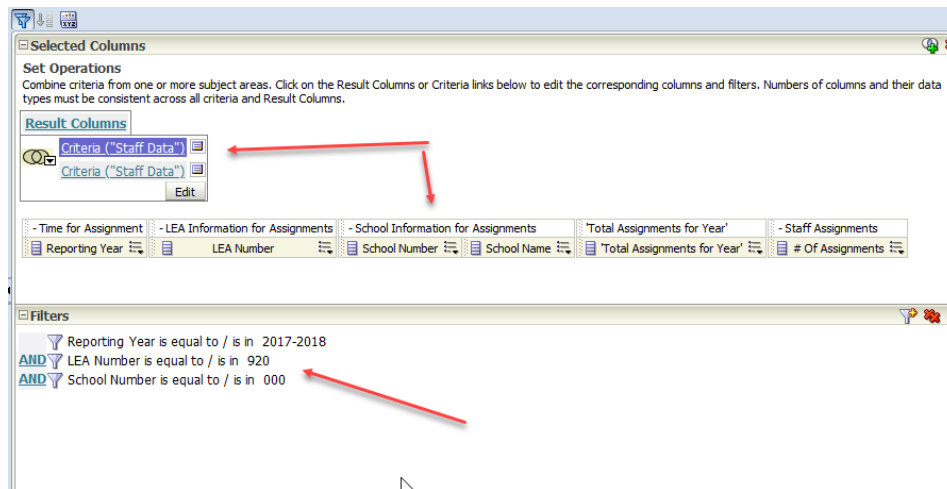 XYZ
Selected Columns
Set Operations
Combine criteria from one or more subject areas. Click on the Result Columns or Criteria links below to edit the corresponding columns and filters. Numbers of columns and their data
types must be consistent across all criteria and Result Columns.
Result Columns
Criteria ("Staff Data")
Criteria ("Staff Data")
Edit
- Time for Assignment - LEA Information for Assignments - School Information for Assignments 'Total Assignments for Year' - Staff Assignments
Reporting Year LEA Number School Number School Name 'Total Assignments for Year' # Of Assignments
Filters
Reporting Year is equal to / is in 2017-2018
AND LEA Number is equal to / is in 920
AND School Number is equal to / is in 000